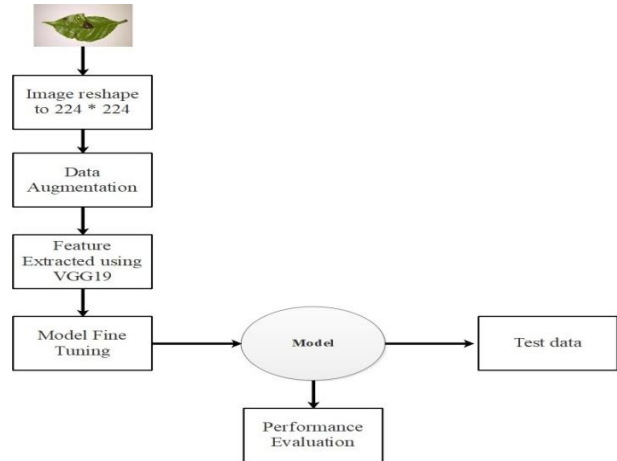 Image reshape
to 224 * 224
Data
Augmentation
Feature
Extracted using
VGG19
Model Fine
Tuning
Model
Test data
Performance
Evaluation